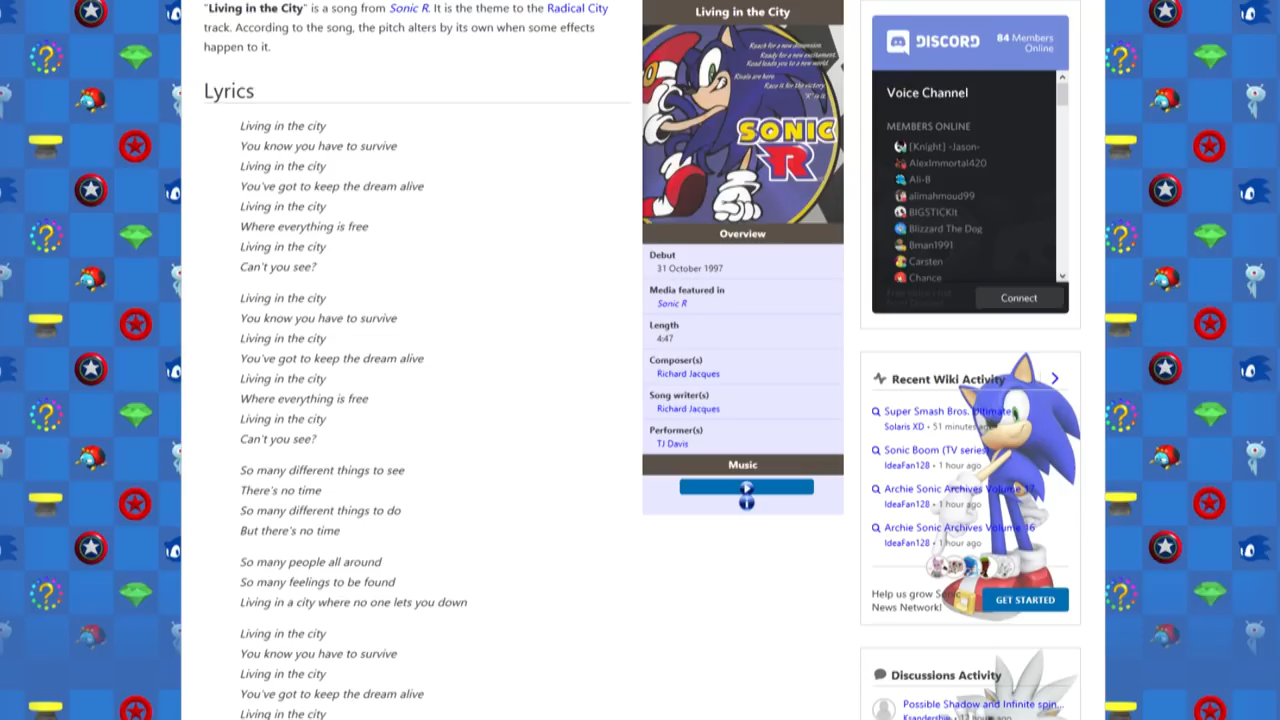 "Living in the City" is a song from Sonic R. It is the theme to the Radical City
track. According to the song, the pitch alters by its own when some effects
happen to it.
Lyrics
Living in the city
You know you have to survive
Living in the city
You've got to keep the dream alive
Living in the city
Where everything is free
Living in the city
Can't you see?
Living in the city
You know you have to survive
Living in the city
You've got to keep the dream alive
Living in the city
Where everything is free
Living in the city
Can't you see?
So many different things to see
There's no time
So many different things to do
But there's no time
So many people all around
So many feelings to be found
Living in a city where no one lets you down
Living in the city
You know you have to survive
Living in the city
You've got to keep the dream alive
Living in the city
Living in the City
Reach for a new dimension.
Ready for a new excitement.
Road leads you to a new world.
Rivals are here.
Race it for the victory
"R" is it.
SONIC
R
Overview
Debut
31 October 1997
Media featured in
Sonic R
Length
4:47
Composer(s)
Richard Jacques
Song writer(s)
Richard Jacques
Performer(s)
TJ Davis
Music
DISCORD
84 Members
Online
Voice Channel
MEMBERS ONLINE
[Knight] -Jason-
AlexImmortal420
Ali-B
alimahmoud99
BIGSTICKIt
Blizzard The Dog
Bman1991
Carsten
Chance
Connect
Recent Wiki Activity
Super Smash Bros. Ultimate
Solaris XD • 51 minutes ago
Sonic Boom (TV series)
IdeaFan128 • 1 hour ago
Archie Sonic Archives Volume 17
IdeaFan128 • 1 hour ago
Archie Sonic Archives Volume 16
IdeaFan128 • 1 hour ago
Help us grow Sonic
News Network!
GET STARTED
Discussions Activity
Possible Shadow and Infinite spin...
Ksandership • 12 hours ago